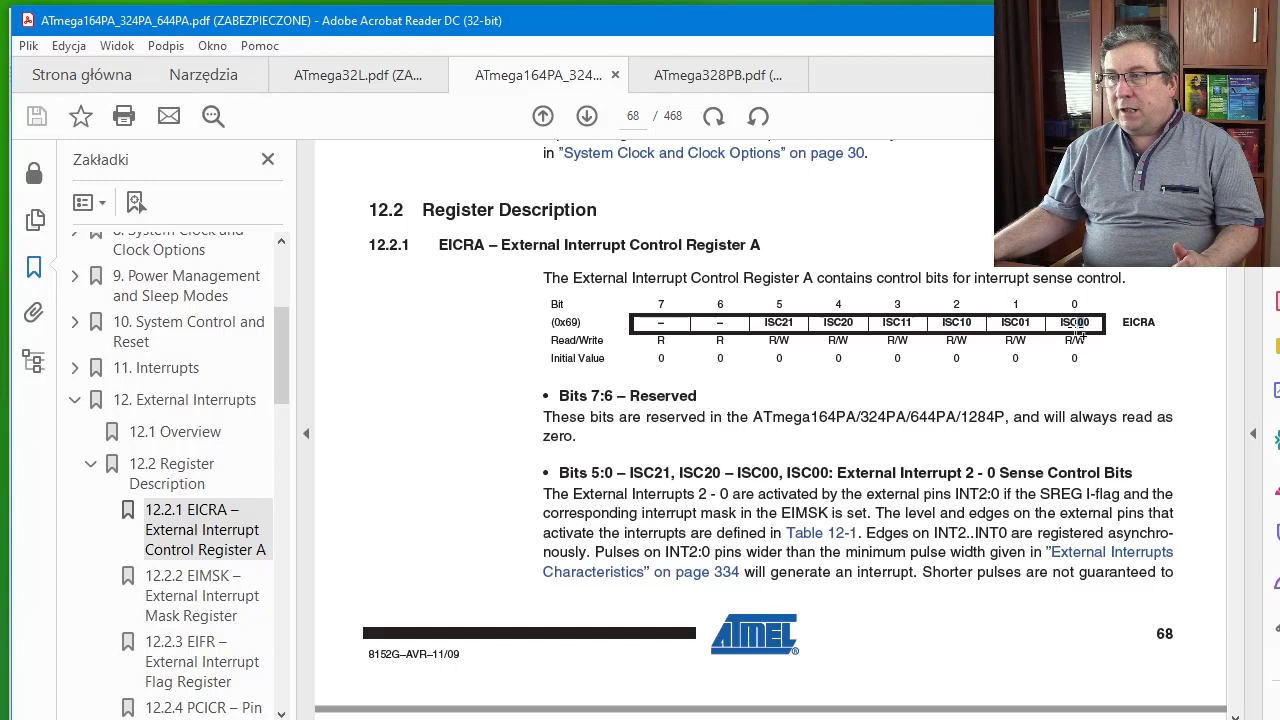 ATmega164PA_324PA_644PA.pdf (ZABEZPIECZONE) - Adobe Acrobat Reader DC (32-bit)
Plik Edycja Widok Podpis Okno Pomoc
Strona główna Narzędzia ATmega32L.pdf (ZA... ATmega164PA_324... × ATmega328PB.pdf (...
68 / 468
Zakładki
8. System Clock and
Clock Options
9. Power Management
and Sleep Modes
10. System Control and
Reset
11. Interrupts
12. External Interrupts
12.1 Overview
12.2 Register
Description
12.2.1 EICRA –
External Interrupt
Control Register A
12.2.2 EIMSK –
External Interrupt
Mask Register
12.2.3 EIFR –
External Interrupt
Flag Register
12.2.4 PCICR – Pin
in "System Clock and Clock Options" on page 30.
12.2 Register Description
12.2.1 EICRA – External Interrupt Control Register A
The External Interrupt Control Register A contains control bits for interrupt sense control.
Bit 7 6 5 4 3 2 1 0
(0x69) – – ISC21 ISC20 ISC11 ISC10 ISC01 ISC00 EICRA
Read/Write R R R/W R/W R/W R/W R/W R/W
Initial Value 0 0 0 0 0 0 0 0
• Bits 7:6 – Reserved
These bits are reserved in the ATmega164PA/324PA/644PA/1284P, and will always read as
zero.
• Bits 5:0 – ISC21, ISC20 – ISC00, ISC00: External Interrupt 2 - 0 Sense Control Bits
The External Interrupts 2 - 0 are activated by the external pins INT2:0 if the SREG I-flag and the
corresponding interrupt mask in the EIMSK is set. The level and edges on the external pins that
activate the interrupts are defined in Table 12-1. Edges on INT2..INT0 are registered asynchro-
nously. Pulses on INT2:0 pins wider than the minimum pulse width given in "External Interrupts
Characteristics" on page 334 will generate an interrupt. Shorter pulses are not guaranteed to
ATMEL ®
68
8152G–AVR–11/09